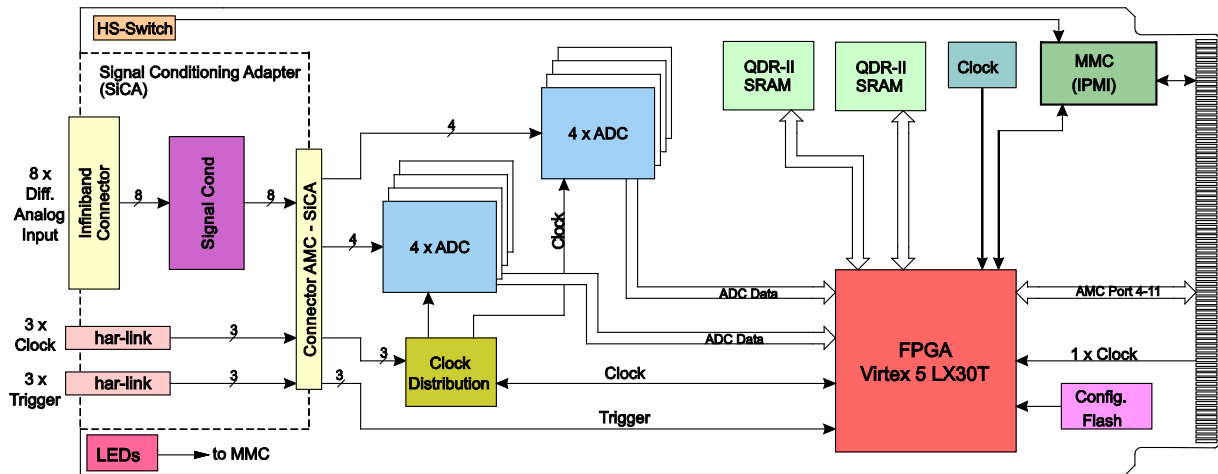 HS-Switch
Signal Conditioning Adapter
(SiCA)
8 x
Diff.
Analog
Input
Infiniband
Connector
8
Signal Cond
8
Connector AMC - SiCA
4
4 x ADC
4
4 x ADC
Clock
QDR-II
SRAM
QDR-II
SRAM
Clock
MMC
(IPMI)
ADC Data
ADC Data
AMC Port 4-11
3 x
Clock
har-link
3
3
Clock
Distribution
Clock
FPGA
Virtex 5 LX30T
1 x Clock
3 x
Trigger
har-link
3
3
Trigger
Config.
Flash
LEDs
to MMC